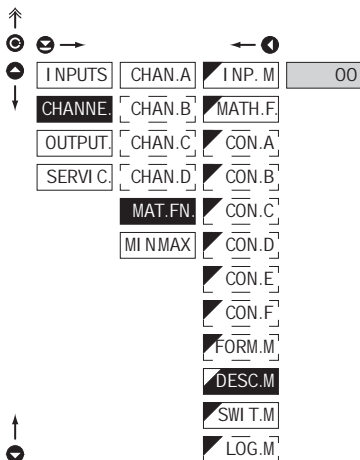 INPUTS CHAN.A INP. M 00
CHANNE. CHAN.B MATH.F.
OUTPUT. CHAN.C CON.A
SERVIC. CHAN.D CON.B
MAT.FN. CON.C
MINMAX CON.D
CON.E
CON.F
FORM.M
DESC.M
SWIT.M
LOG.M